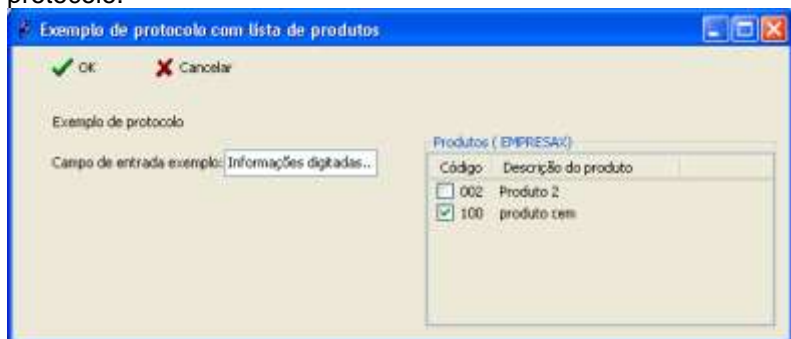 protocolo.
Exemplo de protocolo com lista de produtos
OK Cancelar
Exemplo de protocolo
Campo de entrada exemplo: Informações digitadas..
Produtos ( EMPRESAX)
Código Descrição do produto
002 Produto 2
100 produto cem